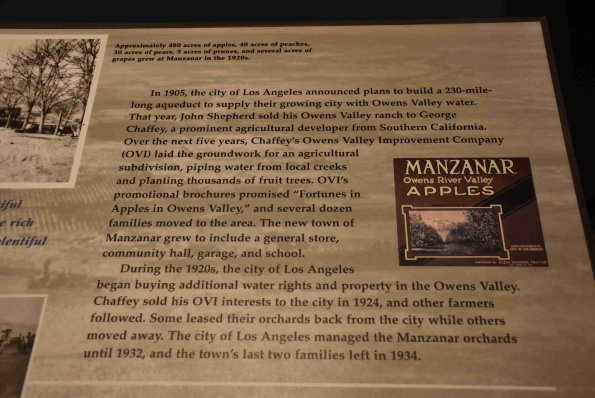 Approximately 480 acres of apples, 40 acres of peaches,
30 acres of pears, 5 acres of prunes, and several acres of
grapes grew at Manzanar in the 1920s.
In 1905, the city of Los Angeles announced plans to build a 230-mile-
long aqueduct to supply their growing city with Owens Valley water.
That year, John Shepherd sold his Owens Valley ranch to George
Chaffey, a prominent agricultural developer from Southern California.
Over the next five years, Chaffey's Owens Valley Improvement Company
(OVI) laid the groundwork for an agricultural
subdivision, piping water from local creeks
and planting thousands of fruit trees. OVI's
promotional brochures promised "Fortunes in
Apples in Owens Valley," and several dozen
families moved to the area. The new town of
Manzanar grew to include a general store,
community hall, garage, and school.
During the 1920s, the city of Los Angeles
began buying additional water rights and property in the Owens Valley.
Chaffey sold his OVI interests to the city in 1924, and other farmers
followed. Some leased their orchards back from the city while others
moved away. The city of Los Angeles managed the Manzanar orchards
until 1932, and the town's last two families left in 1934.
MANZANAR
Owens River Valley
APPLES
tiful
e rich
plentiful